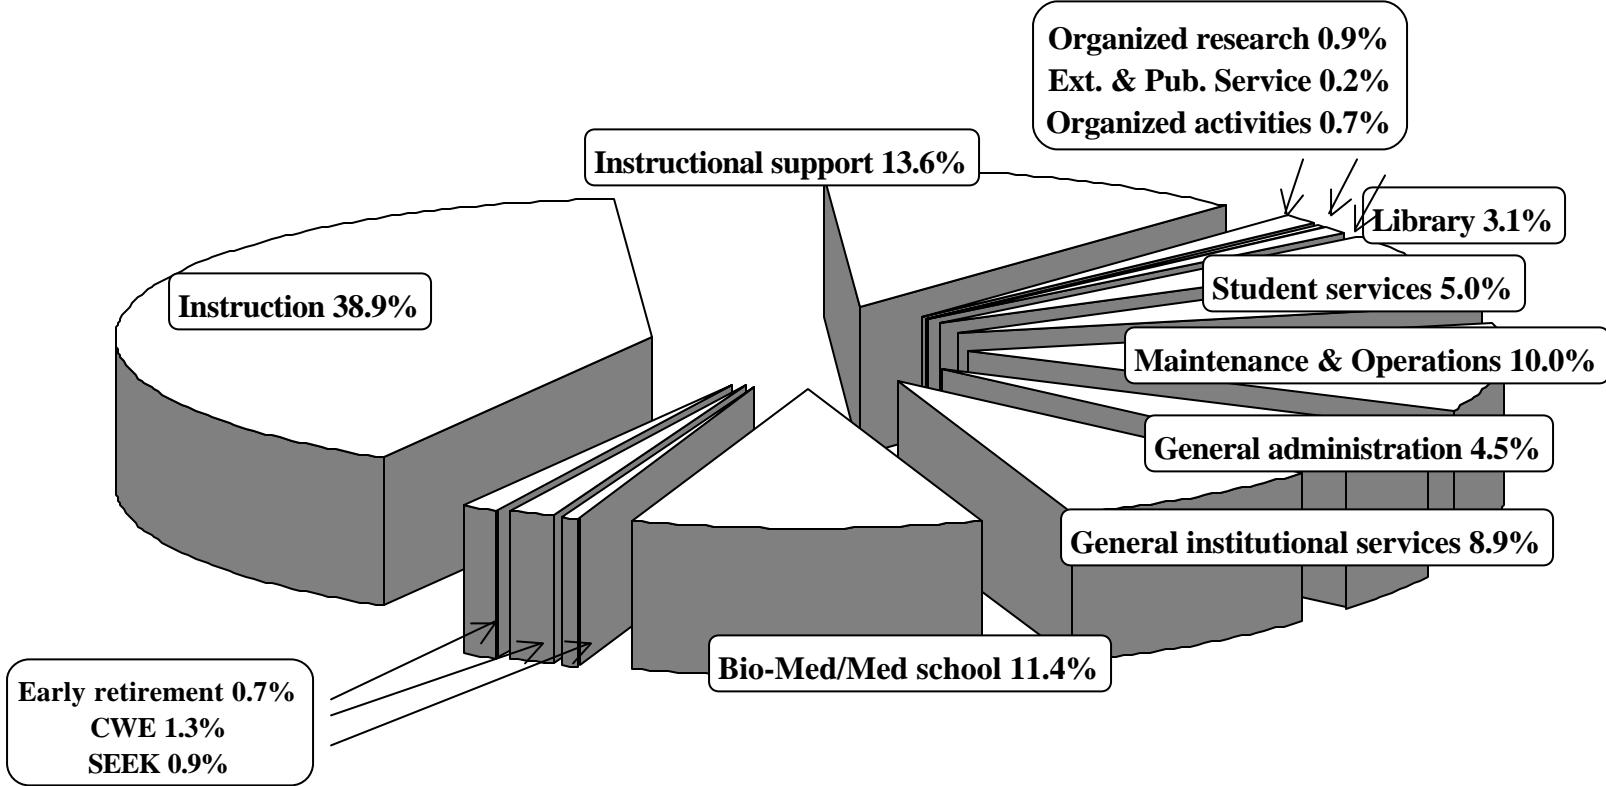 Organized research 0.9%
Ext. & Pub. Service 0.2%
Organized activities 0.7%
Instructional support 13.6%
Library 3.1%
Instruction 38.9%
Student services 5.0%
Maintenance & Operations 10.0%
General administration 4.5%
General institutional services 8.9%
Bio-Med/Med school 11.4%
Early retirement 0.7%
CWE 1.3%
SEEK 0.9%